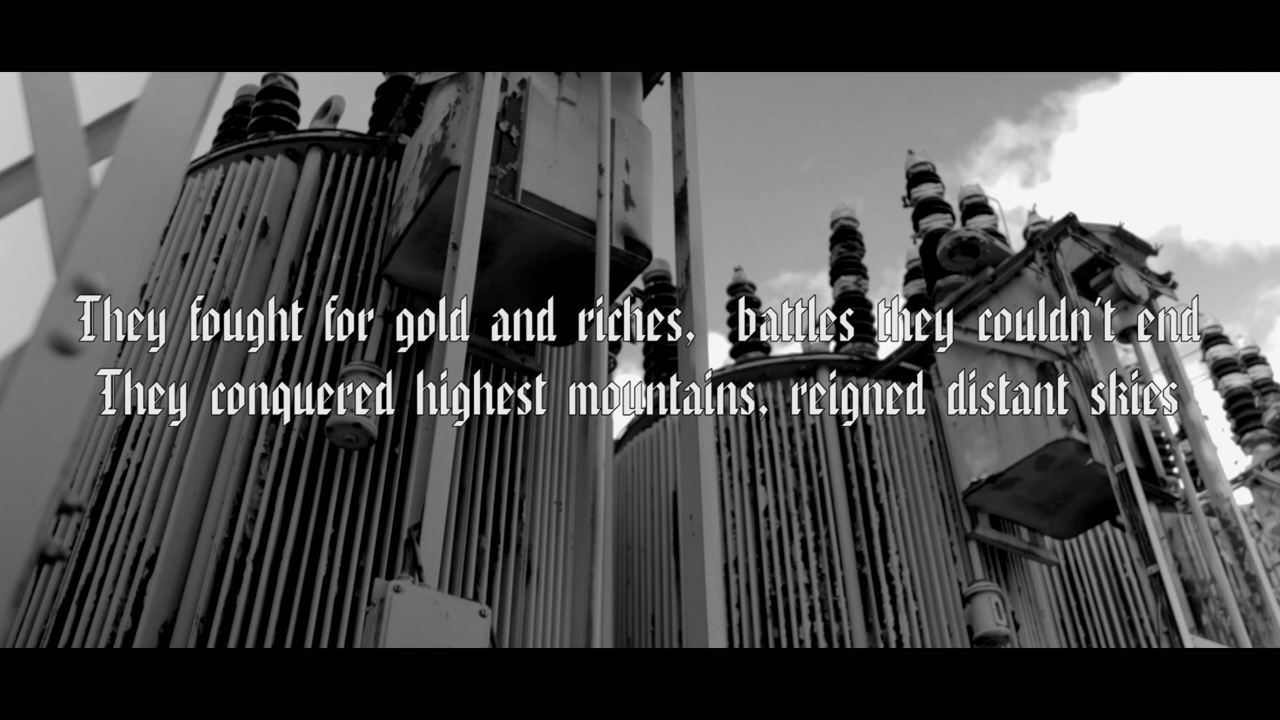 They fought for gold and riches, battles they couldn't end
They conquered highest mountains, reigned distant skies